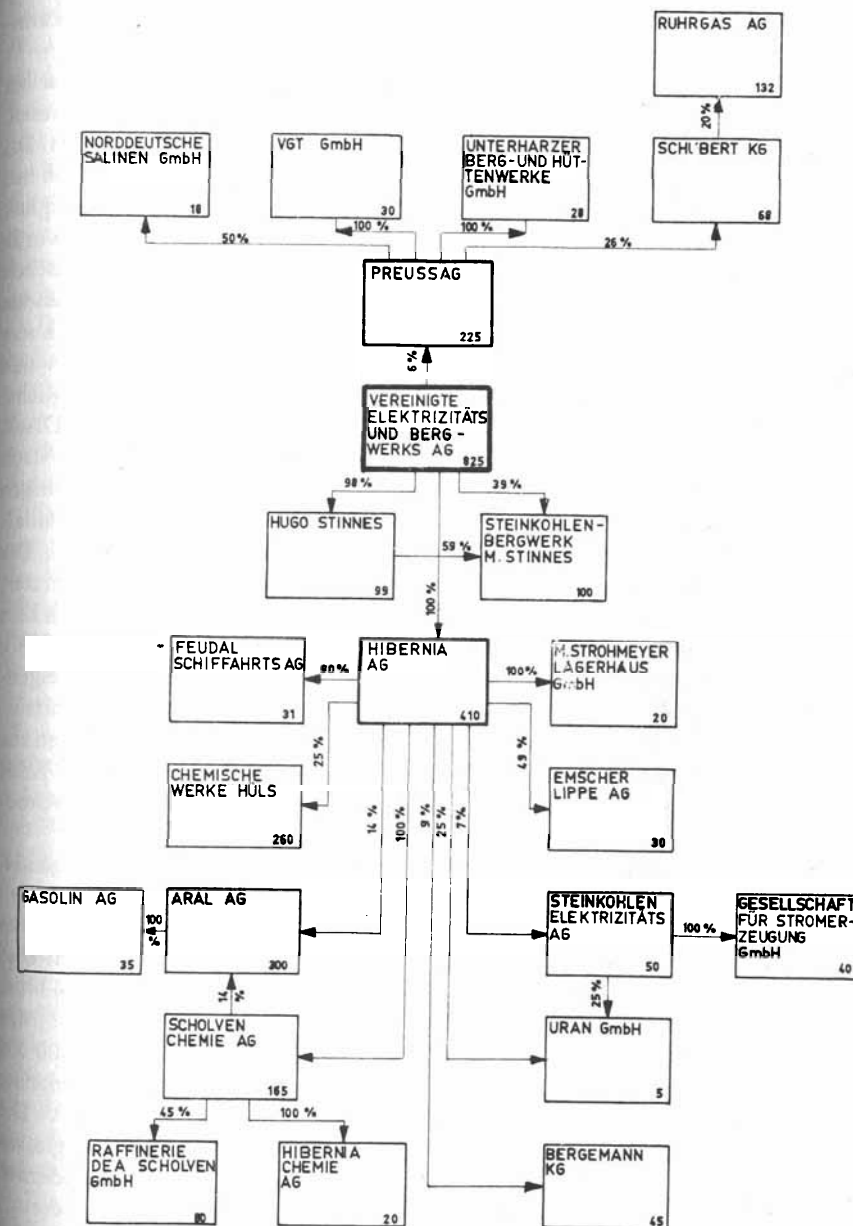 RUHRGAS AG
132
20%
NORDDEUTSCHE
SALINEN GmbH
18
VGT GmbH
30
UNTERHARZER
BERG-UND HÜT-
TENWERKE
GmbH
28
SCHL'BERT KG
68
50%
100 %
100 %
26 %
PREUSSAG
225
6 %
VEREINIGTE
ELEKTRIZITÄTS
UND BERG -
WERKS AG
825
98 %
39 %
HUGO STINNES
99
59 %
STEINKOHLEN-
BERGWERK
M. STINNES
100
100 %
FEUDAL
SCHIFFAHRTS AG
31
HIBERNIA
AG
410
100%
M.STROHMEYER
LAGERHAUS
GmbH
20
25 %
49 %
CHEMISCHE
WERKE HÜLS
260
EMSCHER
LIPPE AG
30
14 %
100 %
9 %
25 %
7 %
GASOLIN AG
35
100
%
ARAL AG
300
STEINKOHLEN
ELEKTRIZITÄTS
AG
50
100 %
GESELLSCHAFT
FÜR STROMER-
ZEUGUNG
GmbH
40
14
%
25 %
SCHOLVEN
CHEMIE AG
165
URAN GmbH
5
45 %
100 %
RAFFINERIE
DEA SCHOLVEN
GmbH
80
HIBERNIA
CHEMIE
AG
20
BERGEMANN
KG
45